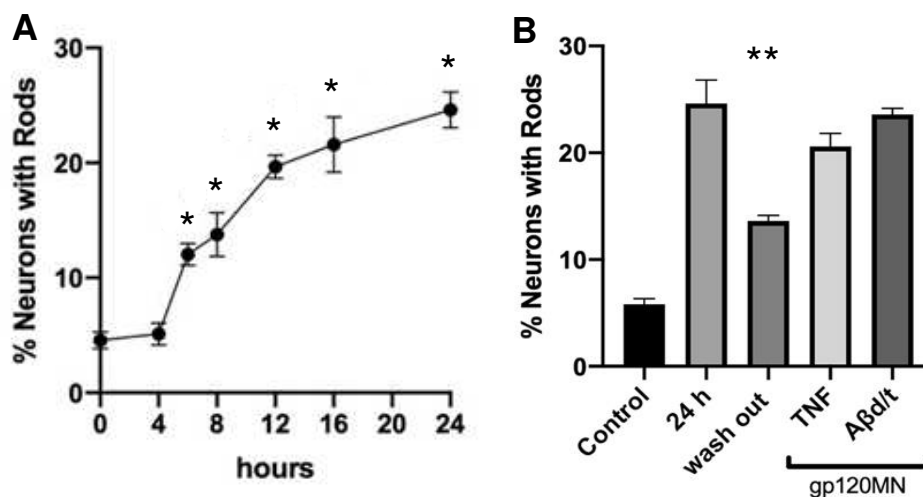 A
% Neurons with Rods
30
20
10
0
* * * * *
0 4 6 8 12 16 20 24
hours
B
% Neurons with Rods
30
20
10
0
**
Control
24 h
wash out
TNF
Aβd/t
gp120MN